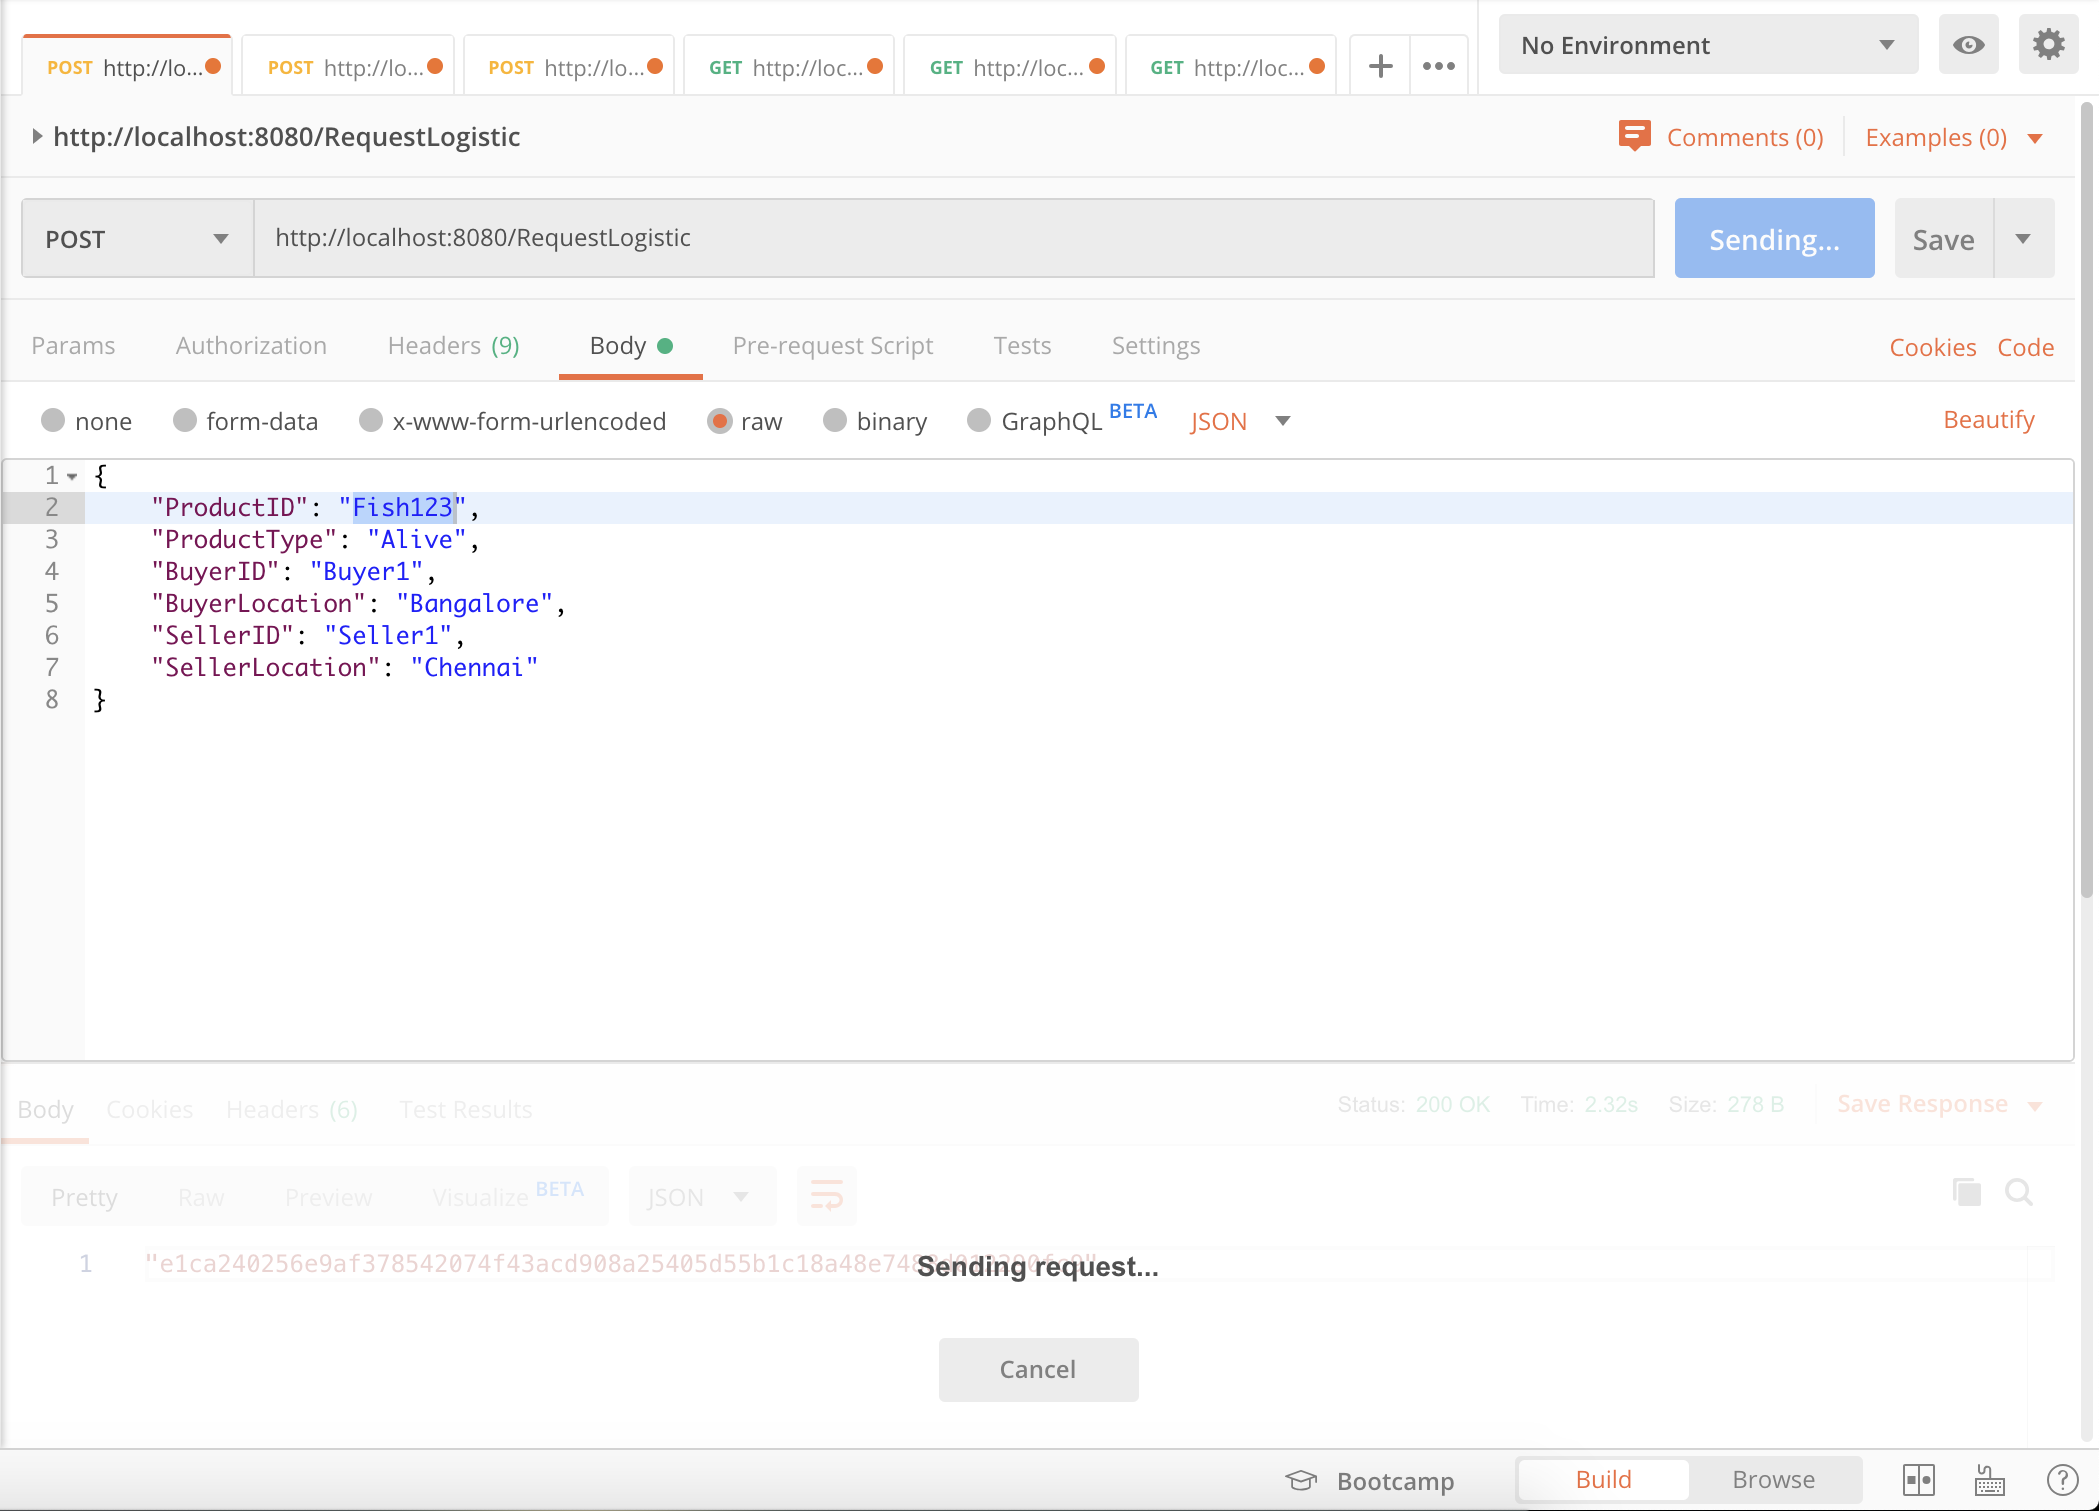 POST http://lo... POST http://lo... POST http://lo... GET http://loc... GET http://loc... GET http://loc... + ••• No Environment
http://localhost:8080/RequestLogistic Comments (0) Examples (0)
POST http://localhost:8080/RequestLogistic Sending... Save
Params Authorization Headers (9) Body Pre-request Script Tests Settings Cookies Code
none form-data x-www-form-urlencoded raw binary GraphQL BETA JSON Beautify
1 {
2 "ProductID": "Fish123",
3 "ProductType": "Alive",
4 "BuyerID": "Buyer1",
5 "BuyerLocation": "Bangalore",
6 "SellerID": "Seller1",
7 "SellerLocation": "Chennai"
8 }
Body Cookies Headers (6) Test Results Status: 200 OK Time: 2.32s Size: 278 B Save Response
Pretty Raw Preview Visualize BETA JSON
1
Sending request...
Cancel
Bootcamp Build Browse ?